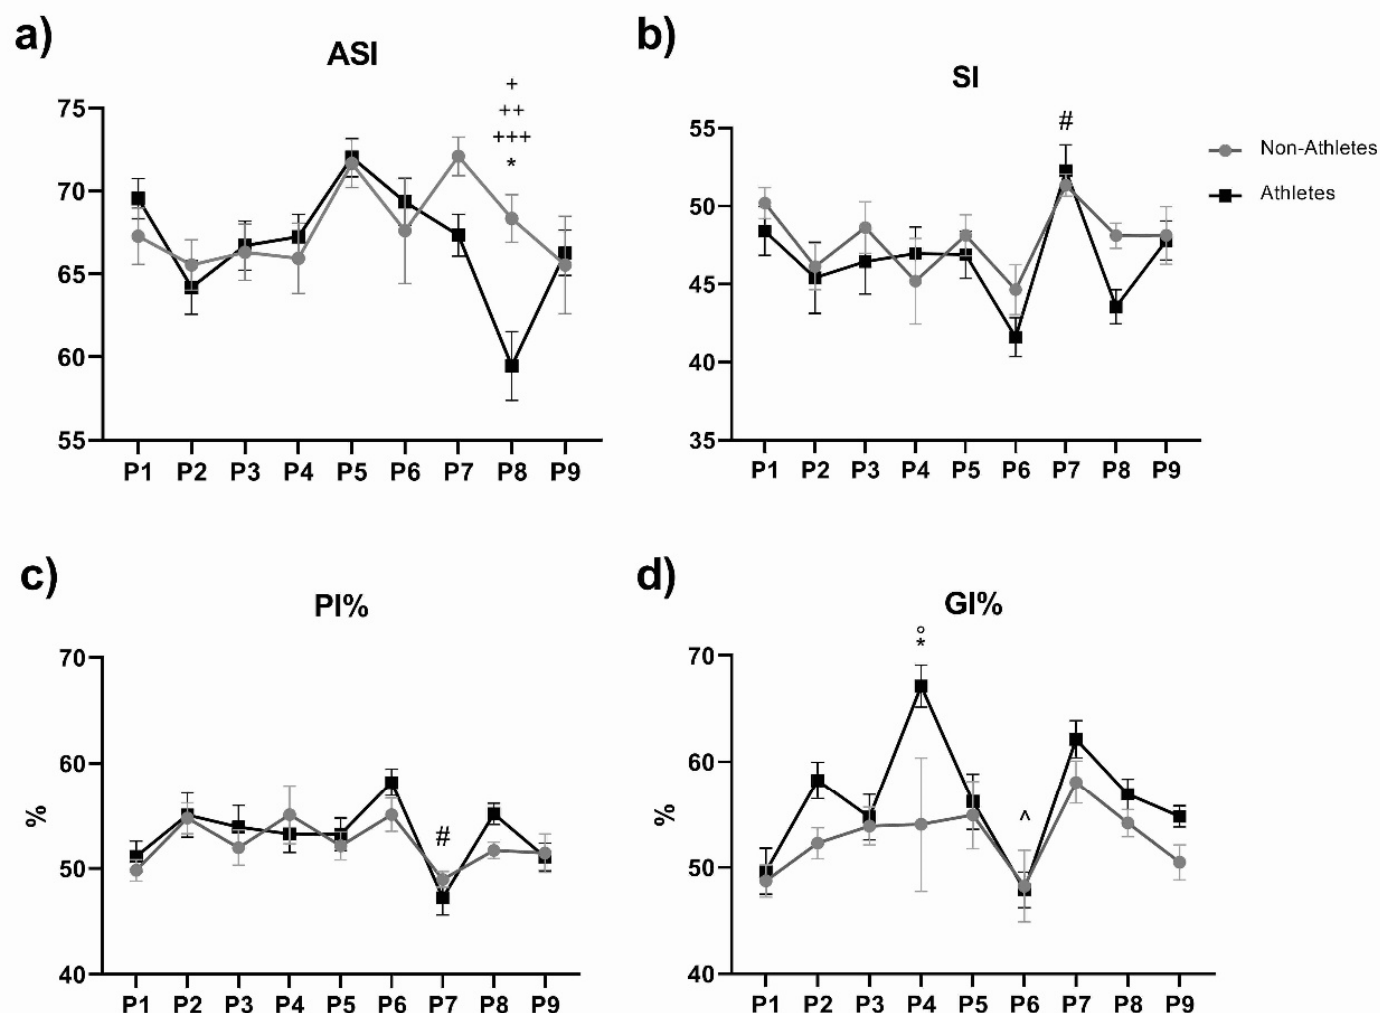 a)
ASI
+
++
+++
*
75
70
65
60
55
P1 P2 P3 P4 P5 P6 P7 P8 P9
b)
SI
#
55
50
45
40
35
P1 P2 P3 P4 P5 P6 P7 P8 P9
Non-Athletes
Athletes
c)
PI%
70
60
50
40
%
#
P1 P2 P3 P4 P5 P6 P7 P8 P9
d)
GI%
°
*
^
70
60
50
40
%
P1 P2 P3 P4 P5 P6 P7 P8 P9